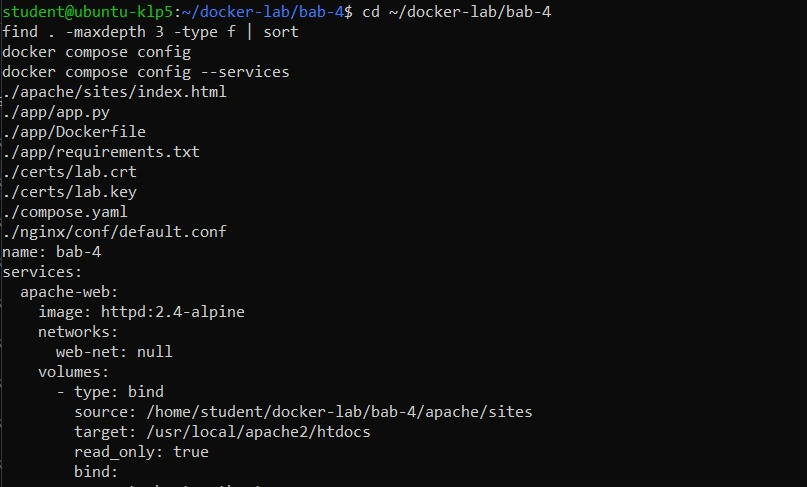 student@ubuntu-klp5:~/docker-lab/bab-4$ cd ~/docker-lab/bab-4
find . -maxdepth 3 -type f | sort
docker compose config
docker compose config --services
./apache/sites/index.html
./app/app.py
./app/Dockerfile
./app/requirements.txt
./certs/lab.crt
./certs/lab.key
./compose.yaml
./nginx/conf/default.conf
name: bab-4
services:
  apache-web:
    image: httpd:2.4-alpine
    networks:
      web-net: null
    volumes:
      - type: bind
        source: /home/student/docker-lab/bab-4/apache/sites
        target: /usr/local/apache2/htdocs
        read_only: true
        bind: